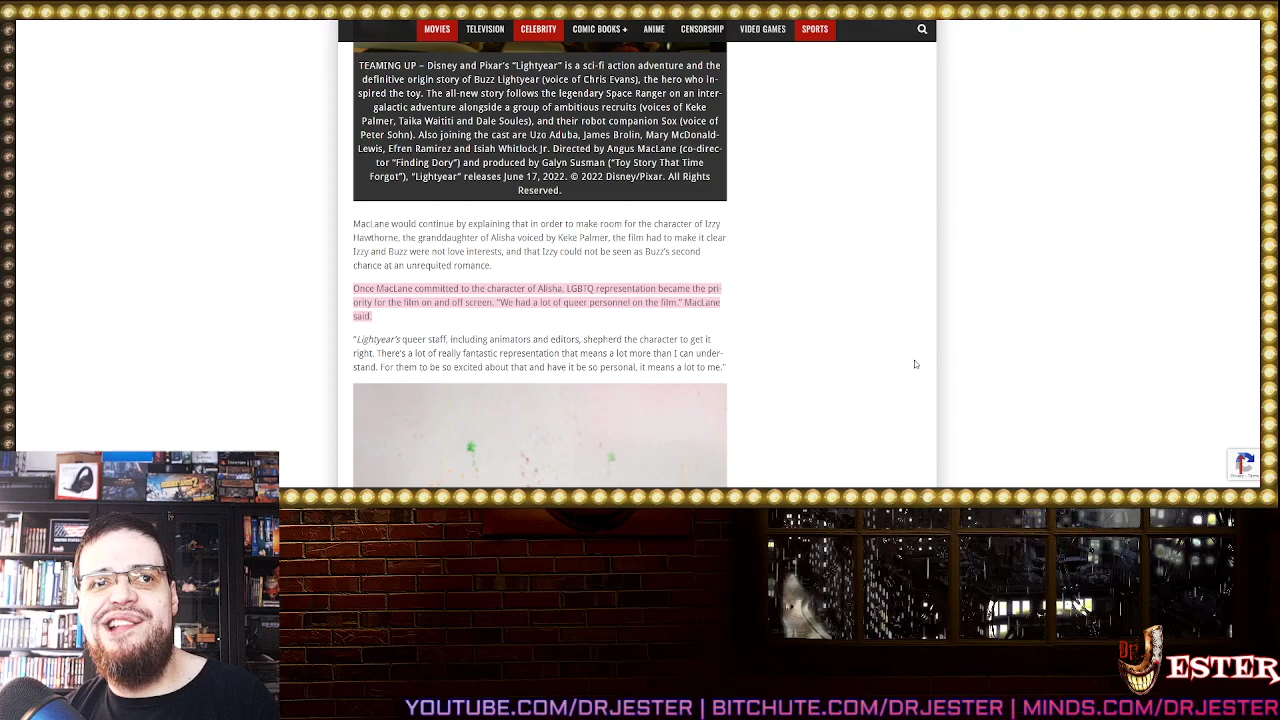 MOVIES TELEVISION CELEBRITY COMIC BOOKS + ANIME CENSORSHIP VIDEO GAMES SPORTS
TEAMING UP – Disney and Pixar's "Lightyear" is a sci-fi action adventure and the
definitive origin story of Buzz Lightyear (voice of Chris Evans), the hero who in-
spired the toy. The all-new story follows the legendary Space Ranger on an inter-
galactic adventure alongside a group of ambitious recruits (voices of Keke
Palmer, Taika Waititi and Dale Soules), and their robot companion Sox (voice of
Peter Sohn). Also joining the cast are Uzo Aduba, James Brolin, Mary McDonald-
Lewis, Efren Ramirez and Isiah Whitlock Jr. Directed by Angus MacLane (co-direc-
tor "Finding Dory") and produced by Galyn Susman ("Toy Story That Time
Forgot"), "Lightyear" releases June 17, 2022. © 2022 Disney/Pixar. All Rights
Reserved.
MacLane would continue by explaining that in order to make room for the character of Izzy
Hawthorne, the granddaughter of Alisha voiced by Keke Palmer, the film had to make it clear
Izzy and Buzz were not love interests, and that Izzy could not be seen as Buzz's second
chance at an unrequited romance.
Once MacLane committed to the character of Alisha, LGBTQ representation became the pri-
ority for the film on and off screen. "We had a lot of queer personnel on the film." MacLane
said.
"Lightyear's queer staff, including animators and editors, shepherd the character to get it
right. There's a lot of really fantastic representation that means a lot more than I can under-
stand. For them to be so excited about that and have it be so personal, it means a lot to me."
Privacy - Terms
DR
JESTER
YOUTUBE.COM/DRJESTER | BITCHUTE.COM/DRJESTER | MINDS.COM/DRJESTER